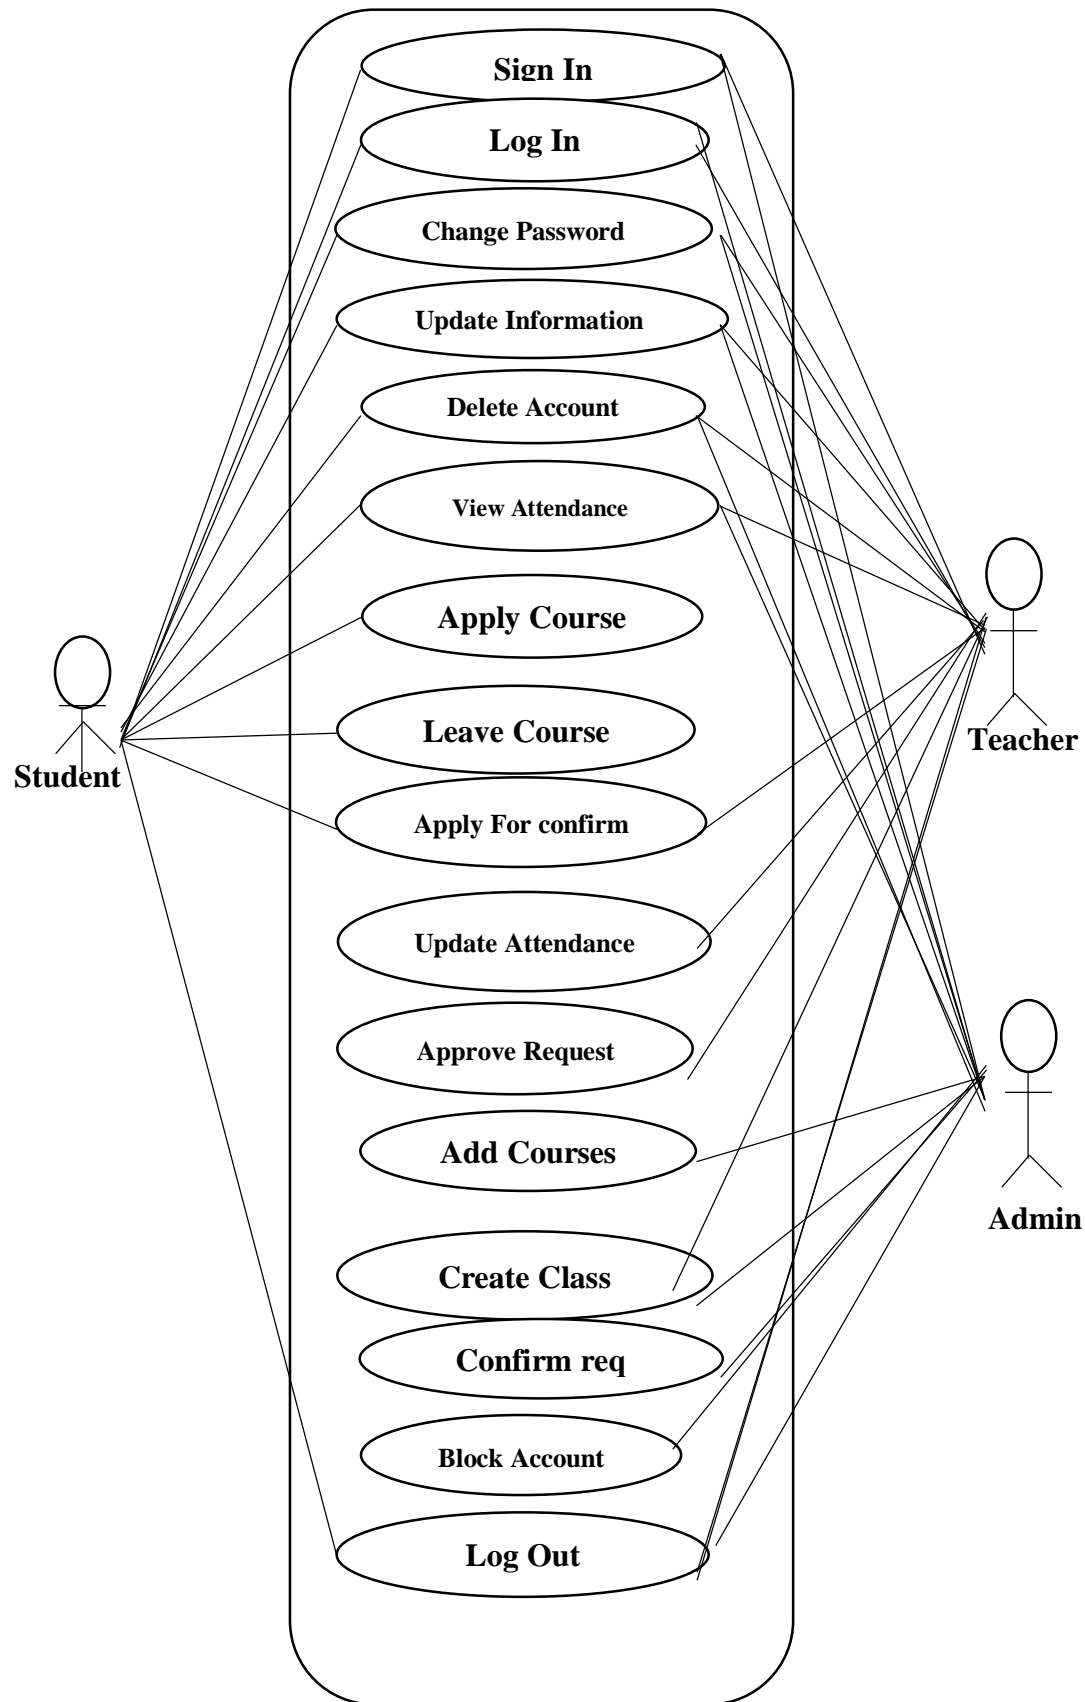 Sign In
Log In
Change Password
Update Information
Delete Account
View Attendance
Apply Course
Leave Course
Student
Teacher
Apply For confirm
Update Attendance
Approve Request
Add Courses
Admin
Create Class
Confirm req
Block Account
Log Out